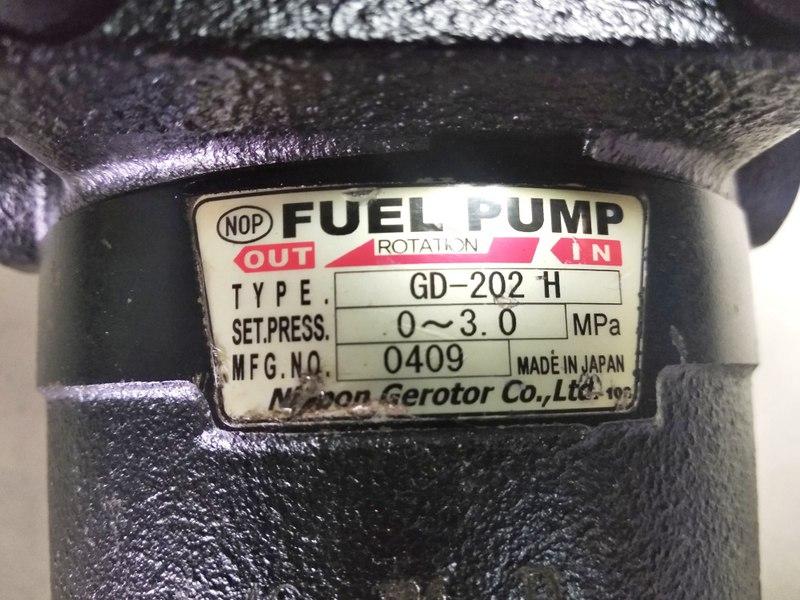 NOP FUEL PUMP
OUT ROTATION IN
TYPE. GD-202 H
SET.PRESS. 0~3.0 MPa
MFG.NO. 0409 MADE IN JAPAN
Nippon Gerotor Co.,Ltd.